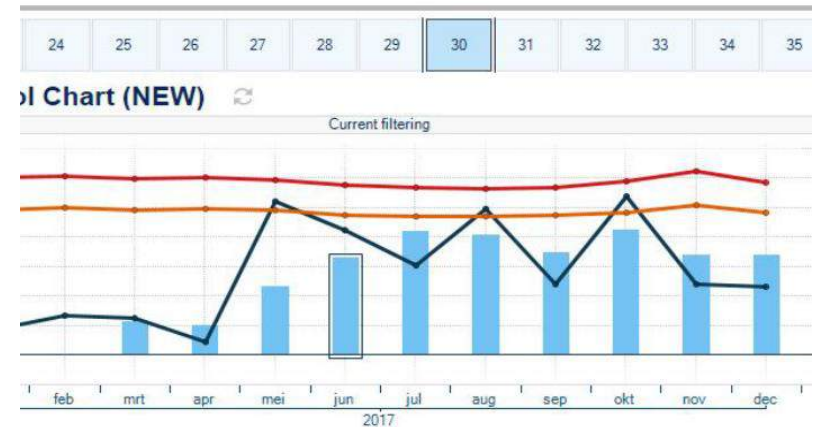 24 25 26 27 28 29 30 31 32 33 34 35
ol Chart (NEW)
Current filtering
feb mrt apr mei jun jul aug sep okt nov dec
2017